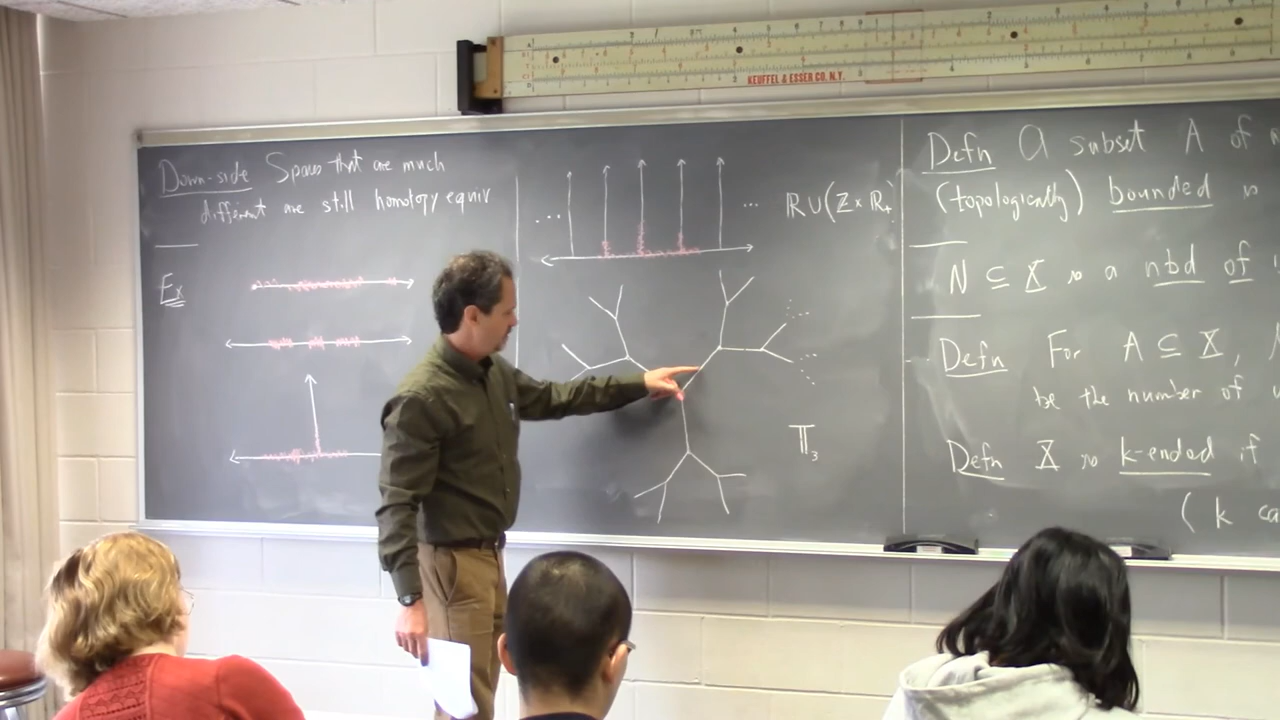 KEUFFEL & ESSER CO. N.Y.
Down-side Spaces that are much
different are still homotopy equiv
Ex
... ...
ℝ∪(ℤ×ℝ₊
𝕋₃
Defn A subset A of
(topologically) bounded is
N ⊆ X is a nbd of
Defn For A ⊆ X,
be the number of
Defn X is k-ended if
( k ca